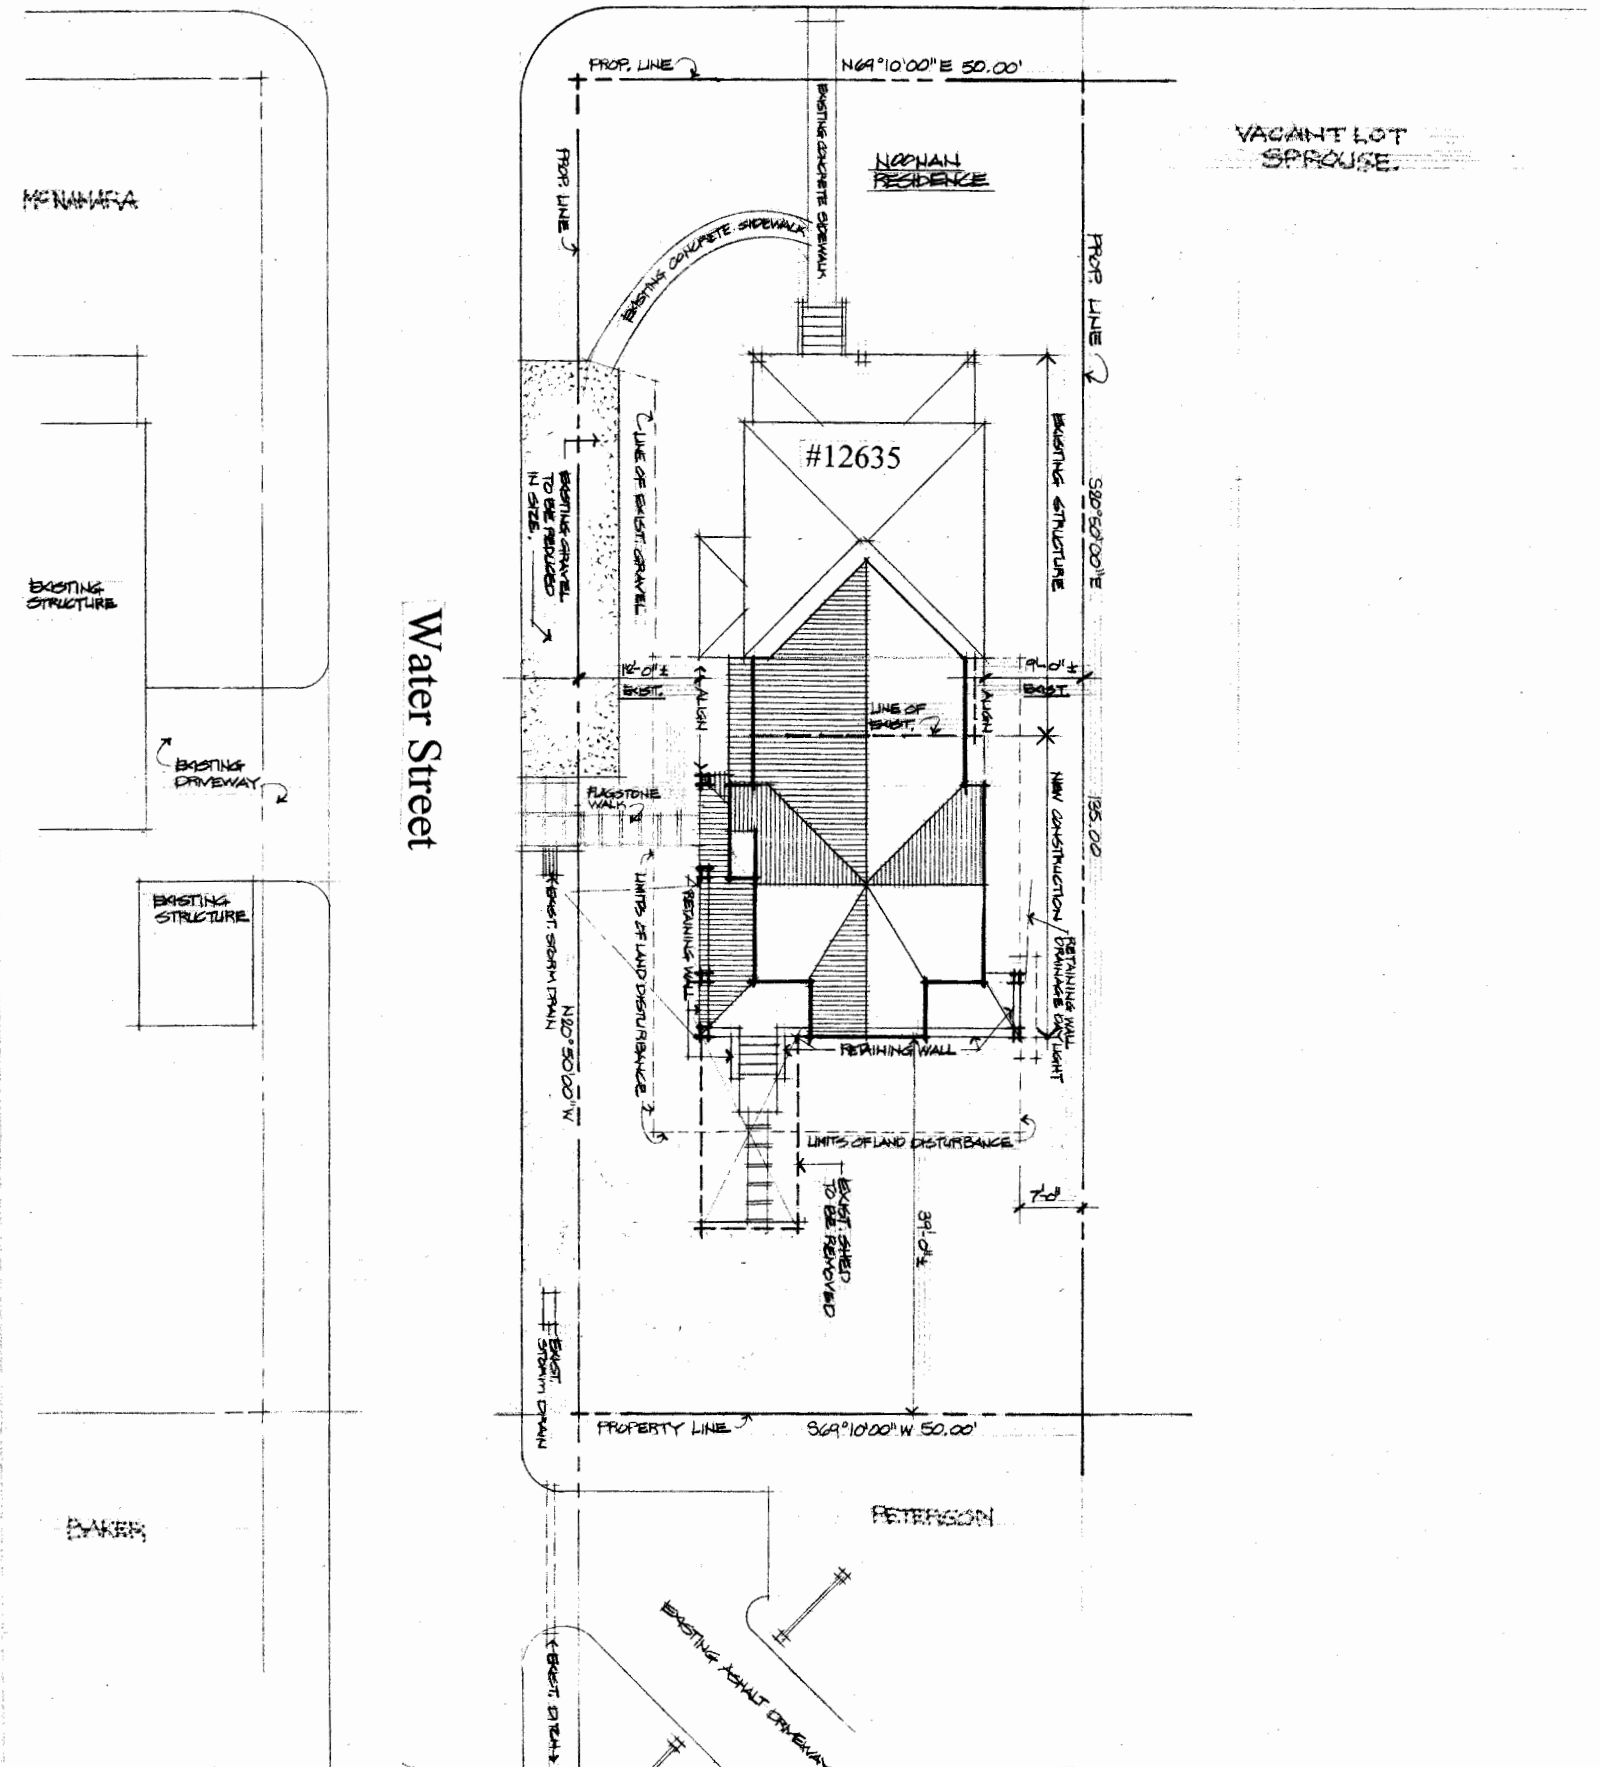 PROP. LINE
N69°10'00"E 50.00'
VACANT LOT
SPROUSE
NOONAN
RESIDENCE
McNAMARA
PROP. LINE
EXISTING CONCRETE SIDEWALK
EXISTING CONCRETE SIDEWALK
PROP. LINE
#12635
EXISTING STRUCTURE
S20°50'00"E
135.00
LINE OF EXIST. GRAVEL
EXISTING GRAVEL
TO BE REDUCED
IN SIZE.
EXISTING
STRUCTURE
Water Street
EXIST.
ALIGN
LINE OF
EXIST.
ALIGN
9'-0"±
EXIST.
EXISTING
DRIVEWAY
FLAGSTONE
WALK
NEW CONSTRUCTION
EXISTING
STRUCTURE
EXIST. STORM DRAIN
N20°50'00"W
LIMITS OF LAND DISTURBANCE
RETAINING WALL
RETAINING WALL
DRAINAGE DAYLIGHT
RETAINING WALL
LIMITS OF LAND DISTURBANCE
EXIST. SHED
TO BE REMOVED
39'-0"±
7'-0"
EXIST.
STORM DRAIN
PROPERTY LINE
S69°10'00"W 50.00'
BAKER
PETERSON
EXISTING ASPHALT DRIVEWAY
EXIST. DITCH